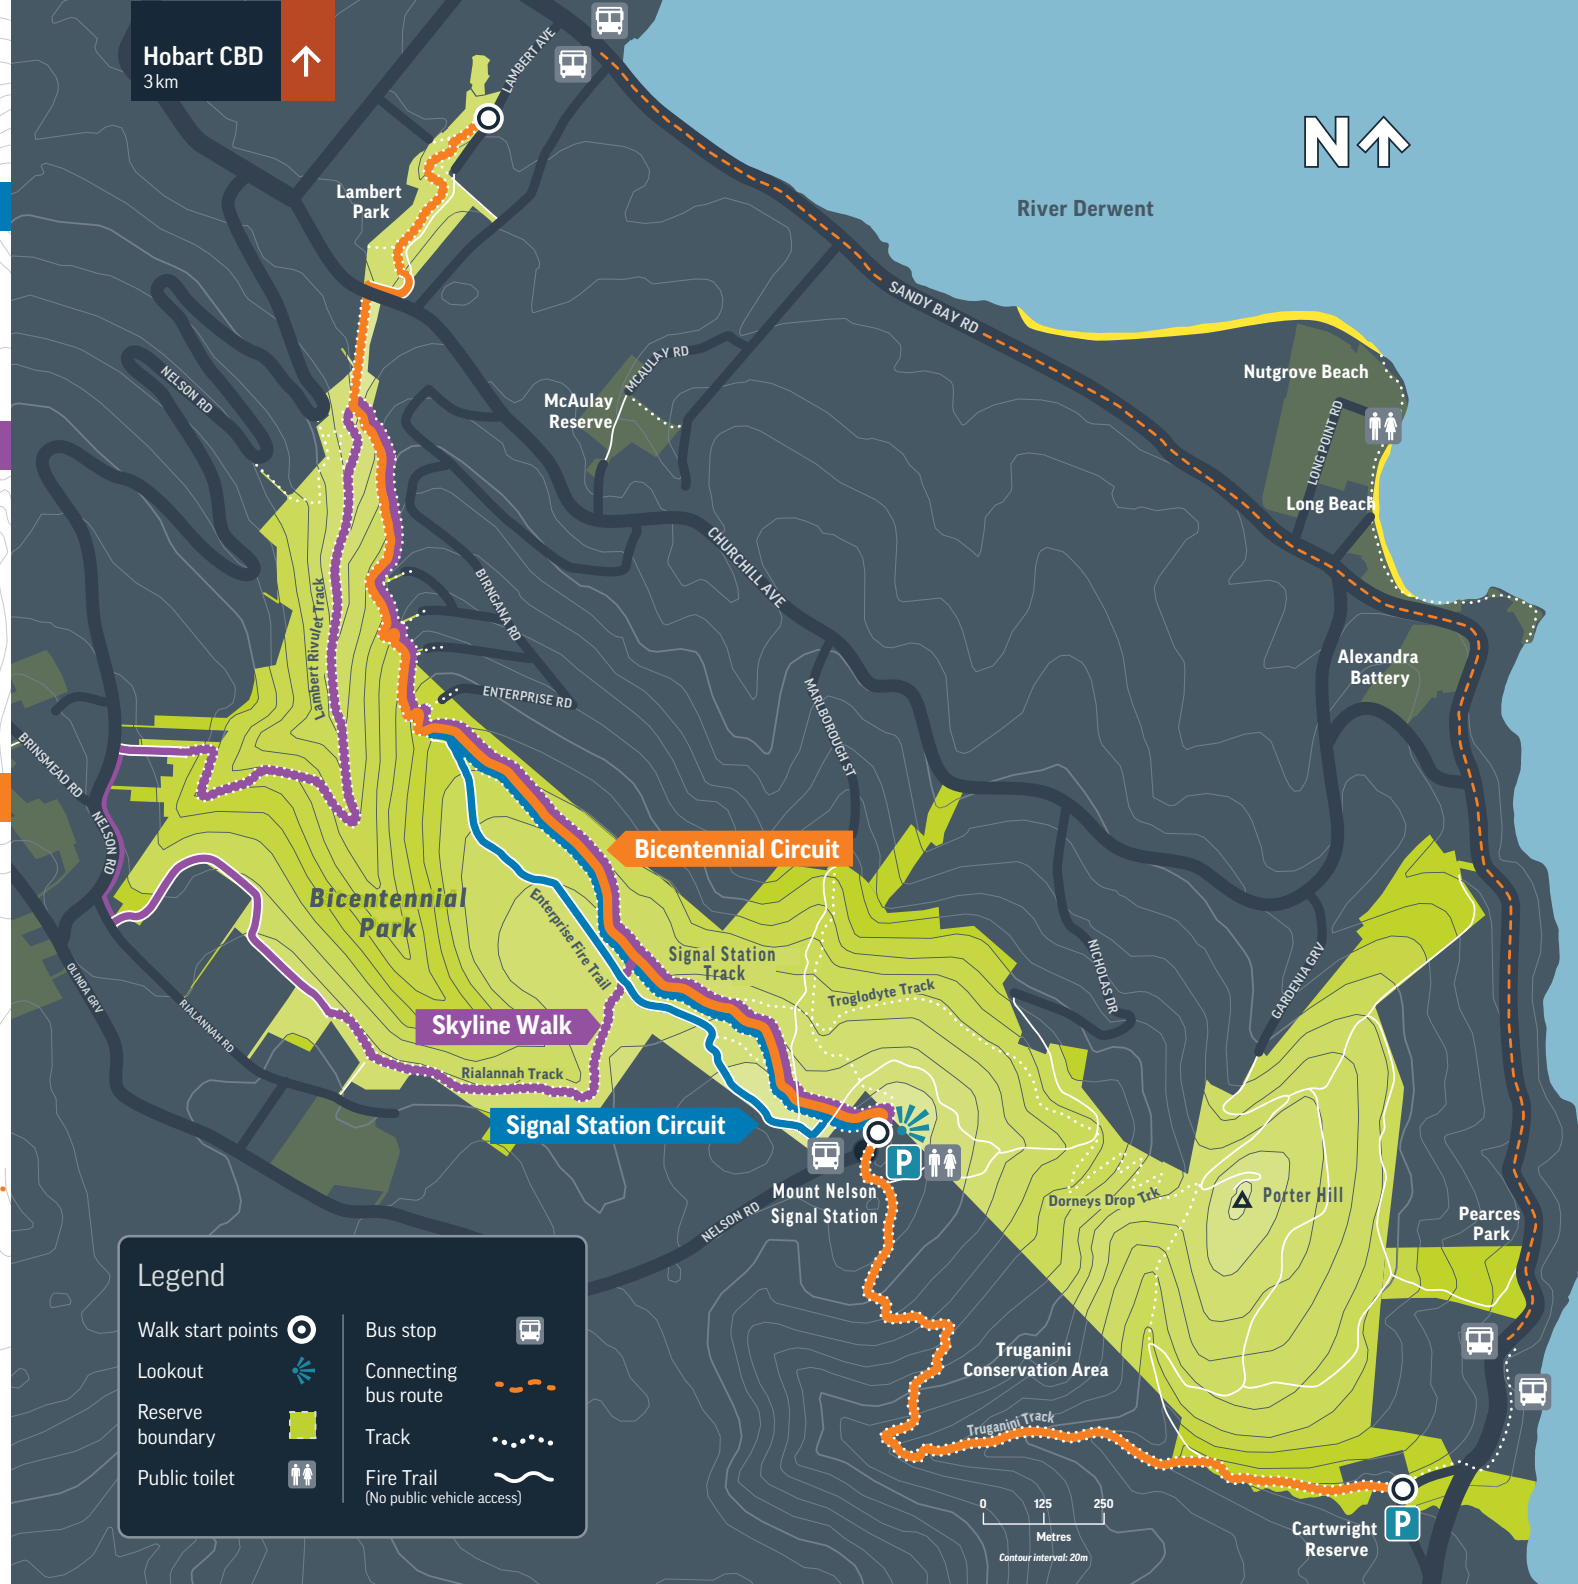 Hobart CBD
3 km
LAMBERT AVE
N
River Derwent
Lambert
Park
SANDY BAY RD
NELSON RD
McAulay
Reserve
MCAULAY RD
Nutgrove Beach
LONG POINT RD
Long Beach
CHURCHILL AVE
BIRNGANA RD
Lambert Rivulet Track
ENTERPRISE RD
MARLBOROUGH ST
Alexandra
Battery
BRINSMEAD RD
NELSON RD
Bicentennial Circuit
Bicentennial
Park
Enterprise Fire Trail
Signal Station
Track
Troglodyte Track
NICHOLAS DR
GARDENIA GRV
OLINDA GRV
RIALANNAH RD
Skyline Walk
Rialannah Track
Signal Station Circuit
P
Mount Nelson
Signal Station
NELSON RD
Dorneys Drop Trk
Porter Hill
Pearces
Park
Truganini
Conservation Area
Truganini Track
Cartwright
Reserve
P
0 125 250
Metres
Contour interval: 20m
Legend
Walk start points
Lookout
Reserve
boundary
Public toilet
Bus stop
Connecting
bus route
Track
Fire Trail
(No public vehicle access)